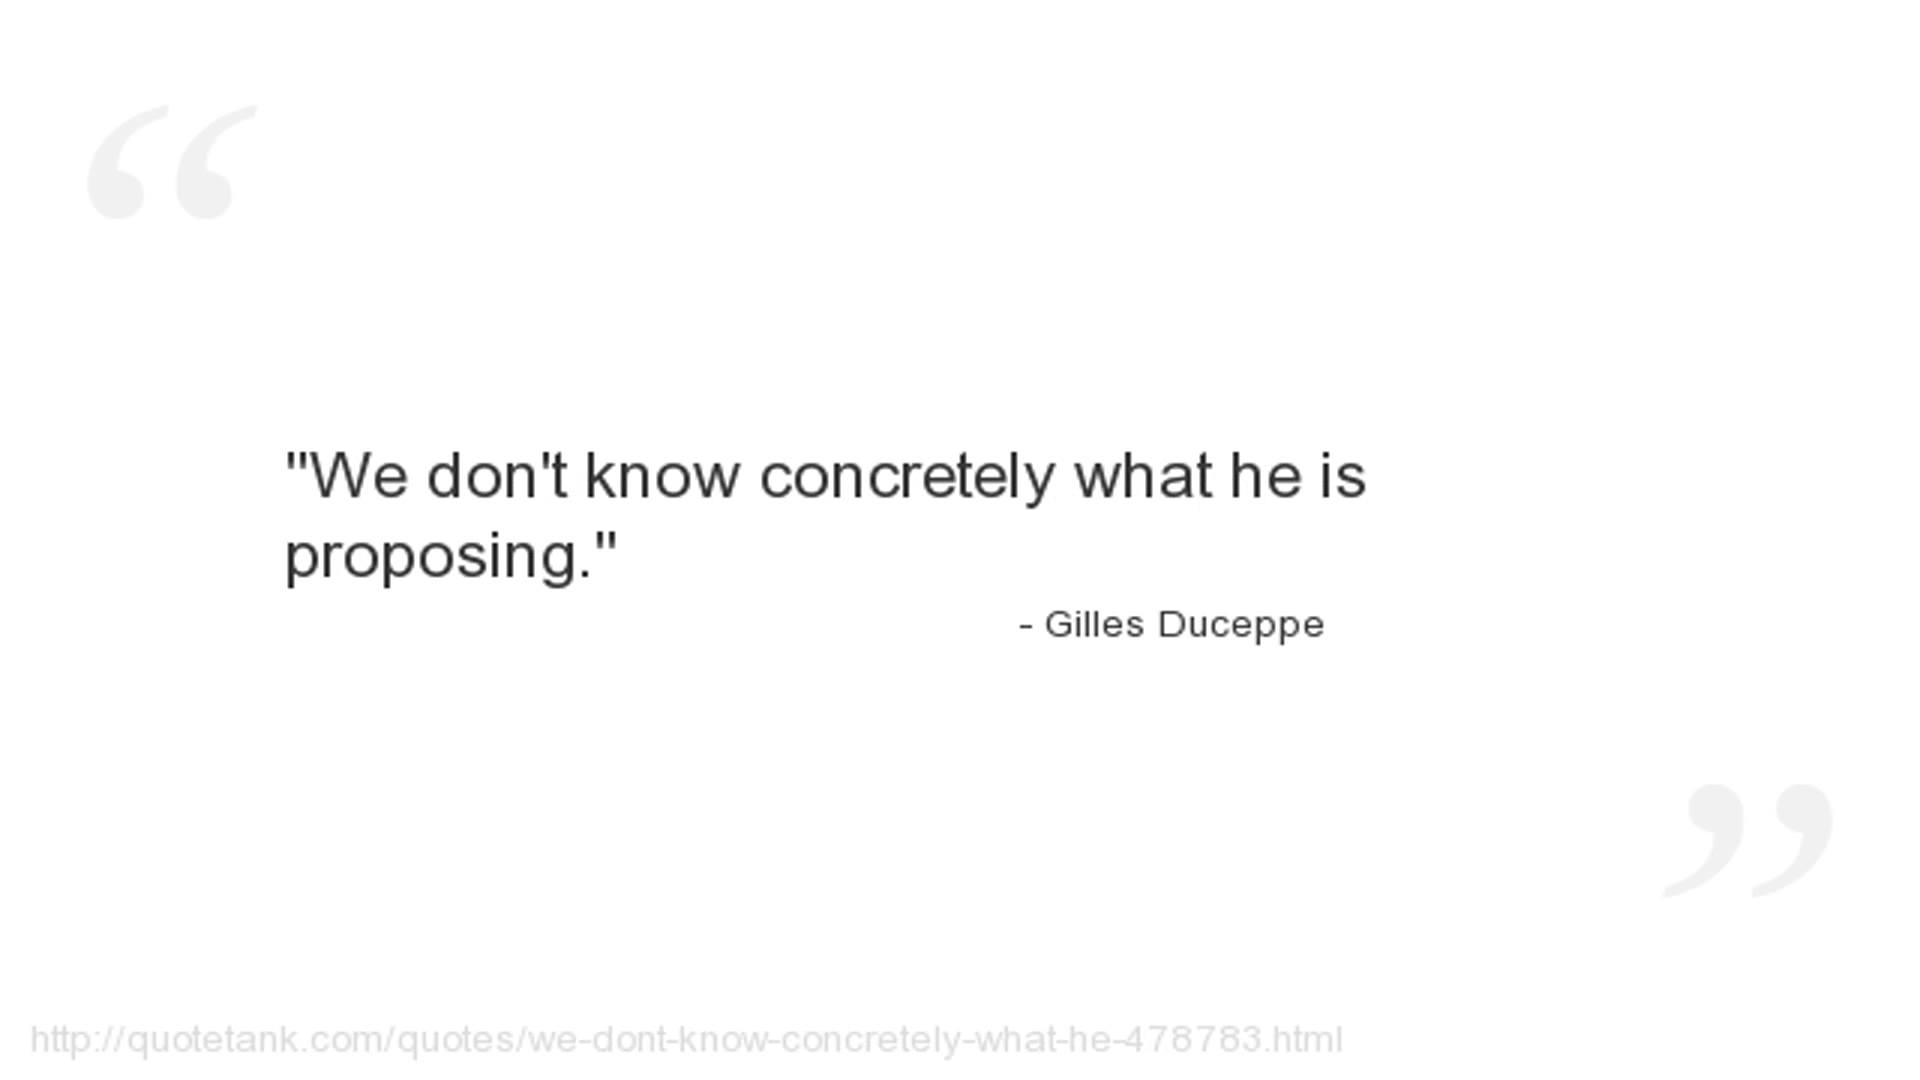 "We don't know concretely what he is
proposing."
- Gilles Duceppe
http://quotetank.com/quotes/we-dont-know-concretely-what-he-478783.html